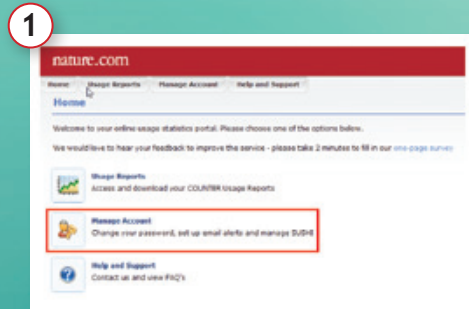 1
nature.com
Home Usage Reports Manage Account Help and Support
Home
Welcome to your online usage statistics portal. Please choose one of the options below.
We would love to hear your feedback to improve the service - please take 2 minutes to fill in our one-page survey
Usage Reports
Access and download your COUNTER Usage Reports
Manage Account
Change your password, set up email alerts and manage SUSHI
Help and Support
Contact us and view FAQ's